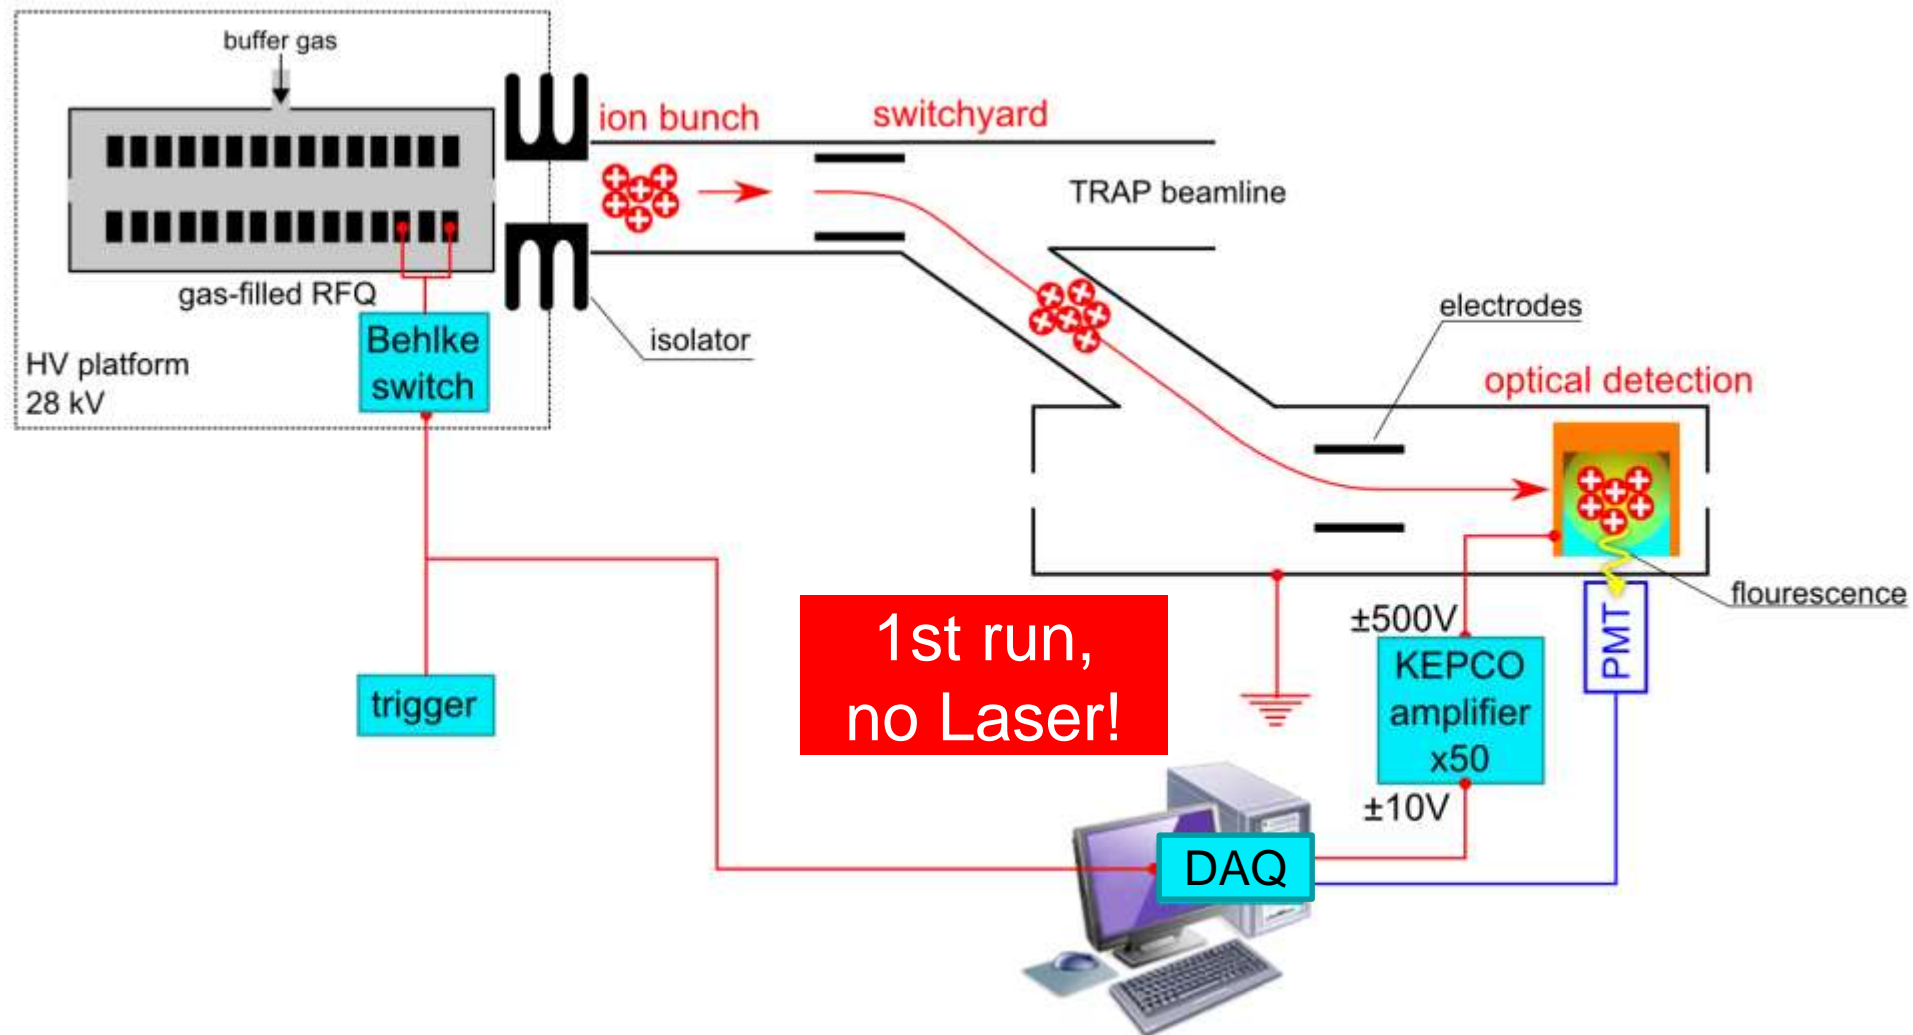 buffer gas
ion bunch
switchyard
TRAP beamline
gas-filled RFQ
Behlke
switch
isolator
HV platform
28 kV
electrodes
optical detection
flourescence
±500V
KEPCO
amplifier
x50
±10V
PMT
1st run,
no Laser!
trigger
DAQ